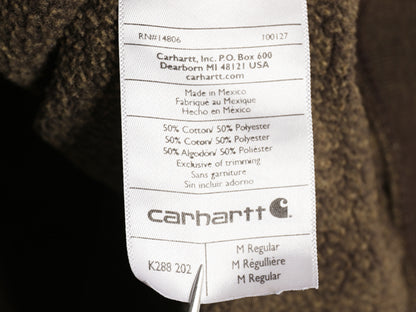 RN#14806 100127
Carhartt, Inc. P.O. Box 600
Dearborn MI 48121 USA
carhartt.com
Made in Mexico
Fabriqué au Mexique
Hecho en México
50% Cotton/ 50% Polyester
50% Coton/ 50% Polyester
50% Algodon/ 50% Poliéster
Exclusive of trimming
Sans garniture
Sin incluir adorno
carhartt
K288 202
M Regular
M Régullière
M Regular